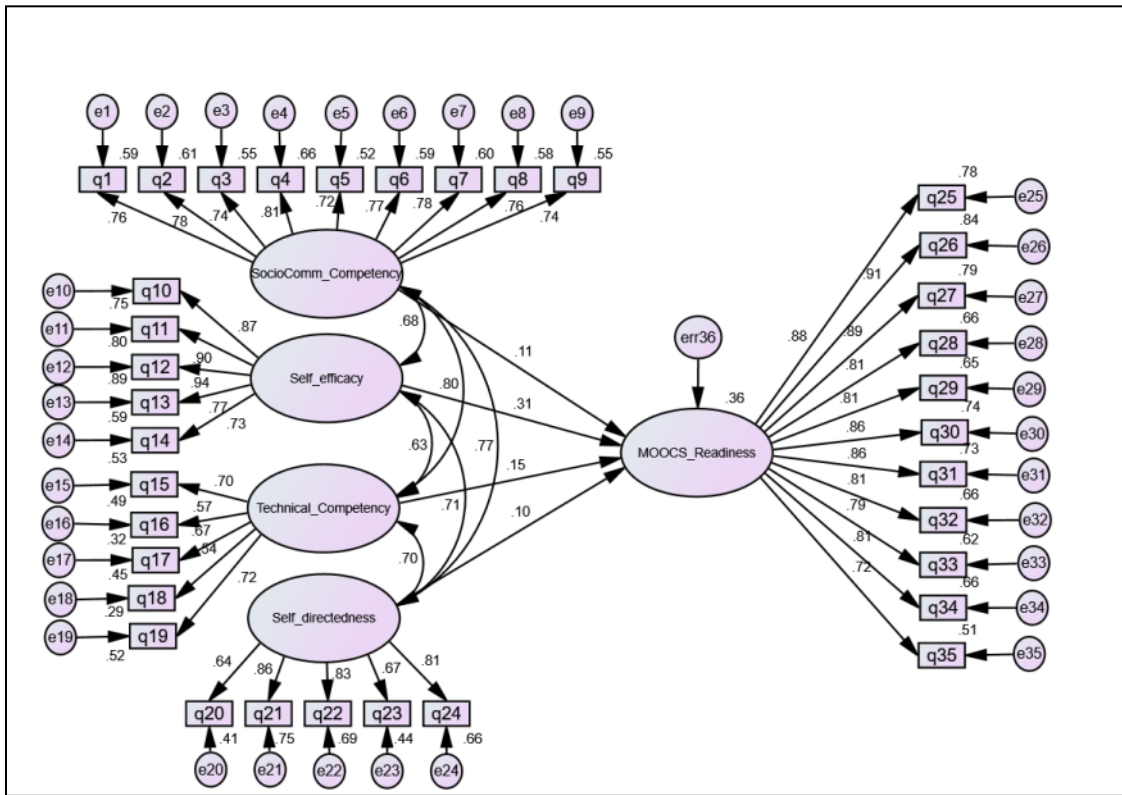 e1 e2 e3 e4 e5 e6 e7 e8 e9
.59 .61 .55 .66 .52 .59 .60 .58 .55
q1 q2 q3 q4 q5 q6 q7 q8 q9
.76 .78 .74 .81 .72 .77 .78 .76 .74
SocioComm_Competency
e10 q10
.75
e11 q11
.80
e12 q12
.89
e13 q13
.59
e14 q14
.53
.87
.90
.94
.77
.73
Self_efficacy
e15 q15
.49
e16 q16
.32
e17 q17
.45
e18 q18
.29
e19 q19
.52
.70
.57
.67
.54
.72
Technical_Competency
Self_directedness
.64 .86 .83 .67 .81
q20 q21 q22 q23 q24
.41 .75 .69 .44 .66
e20 e21 e22 e23 e24
.68
.80
.77
.63
.71
.70
.11
.31
.15
.10
err36
.36
MOOCS_Readiness
.88
.91
.89
.81
.81
.86
.86
.81
.79
.81
.72
.78
q25 e25
.84
q26 e26
.79
q27 e27
.66
q28 e28
.65
q29 e29
.74
q30 e30
.73
q31 e31
.66
q32 e32
.62
q33 e33
.66
q34 e34
.51
q35 e35